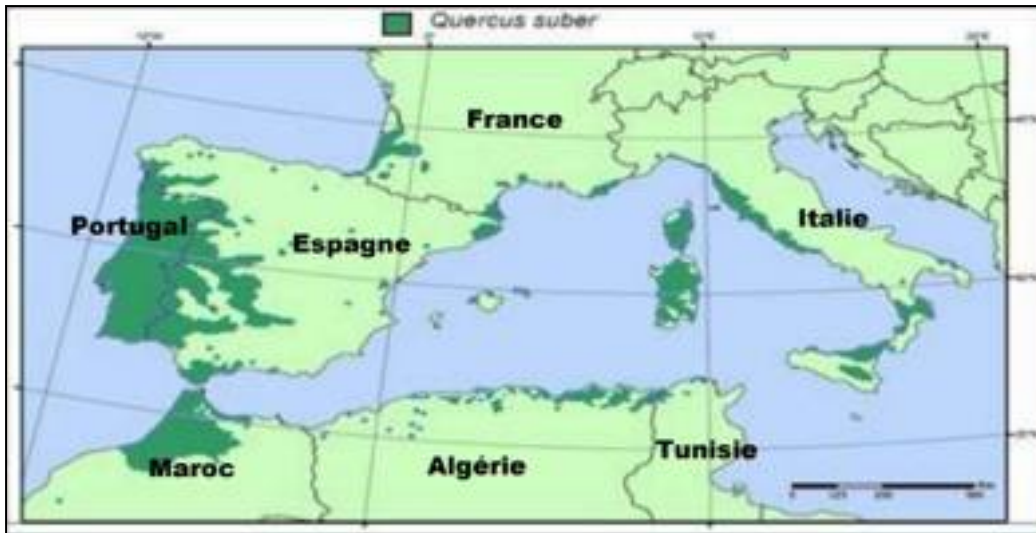 Quercus suber
France
Portugal
Espagne
Italie
Maroc
Algérie
Tunisie